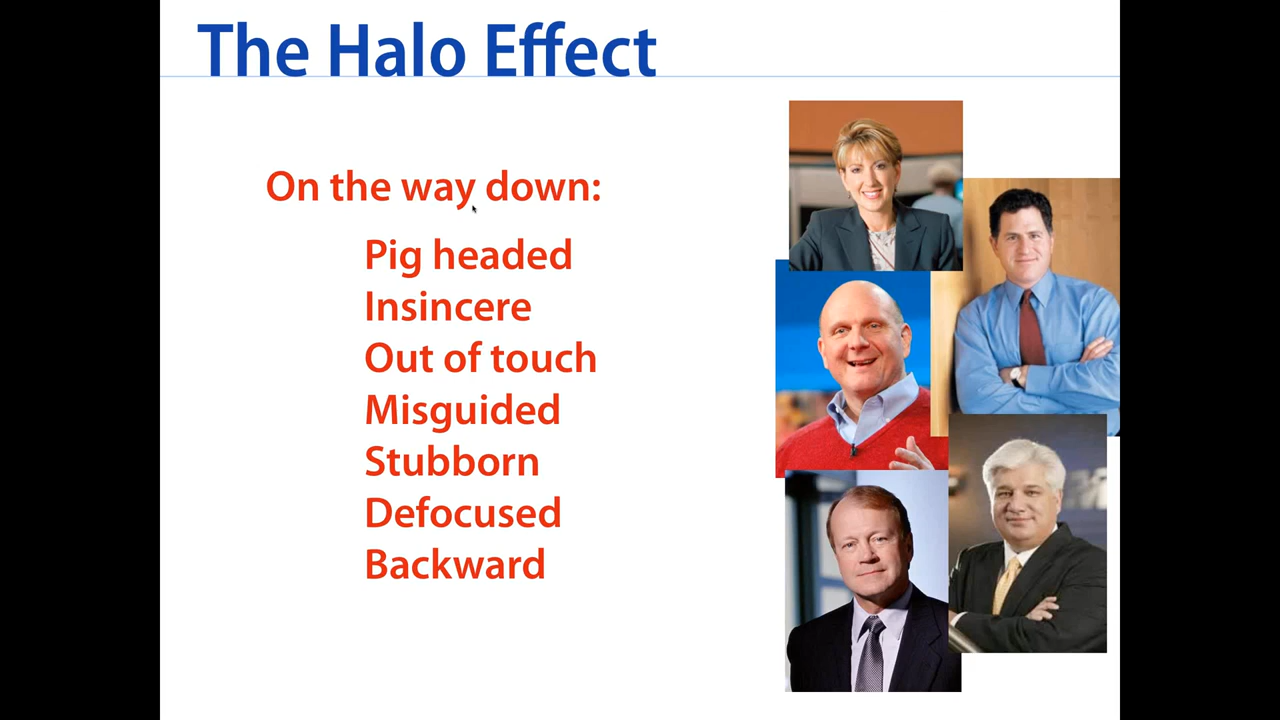 The Halo Effect
On the way down:
Pig headed
Insincere
Out of touch
Misguided
Stubborn
Defocused
Backward